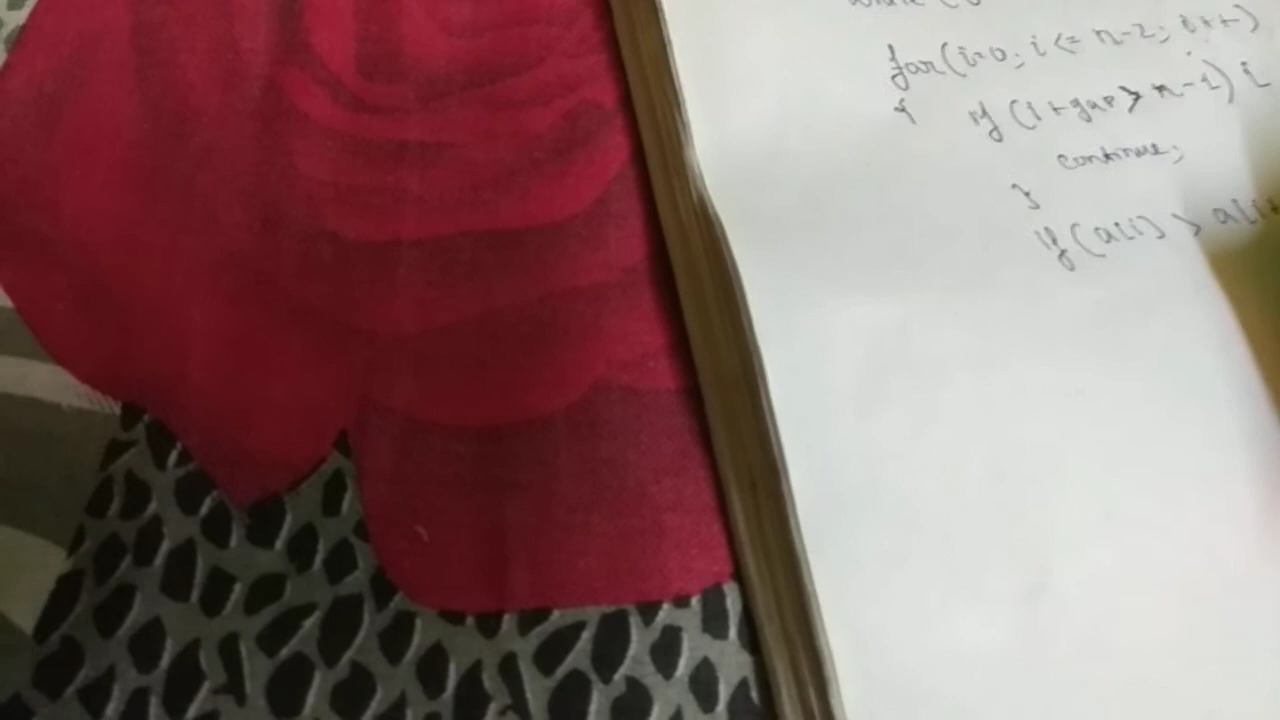 for(i=0; i <= n-2; i++)
{ if (i+gap > n-1) {
continue;
}
if(a[i] > a[i